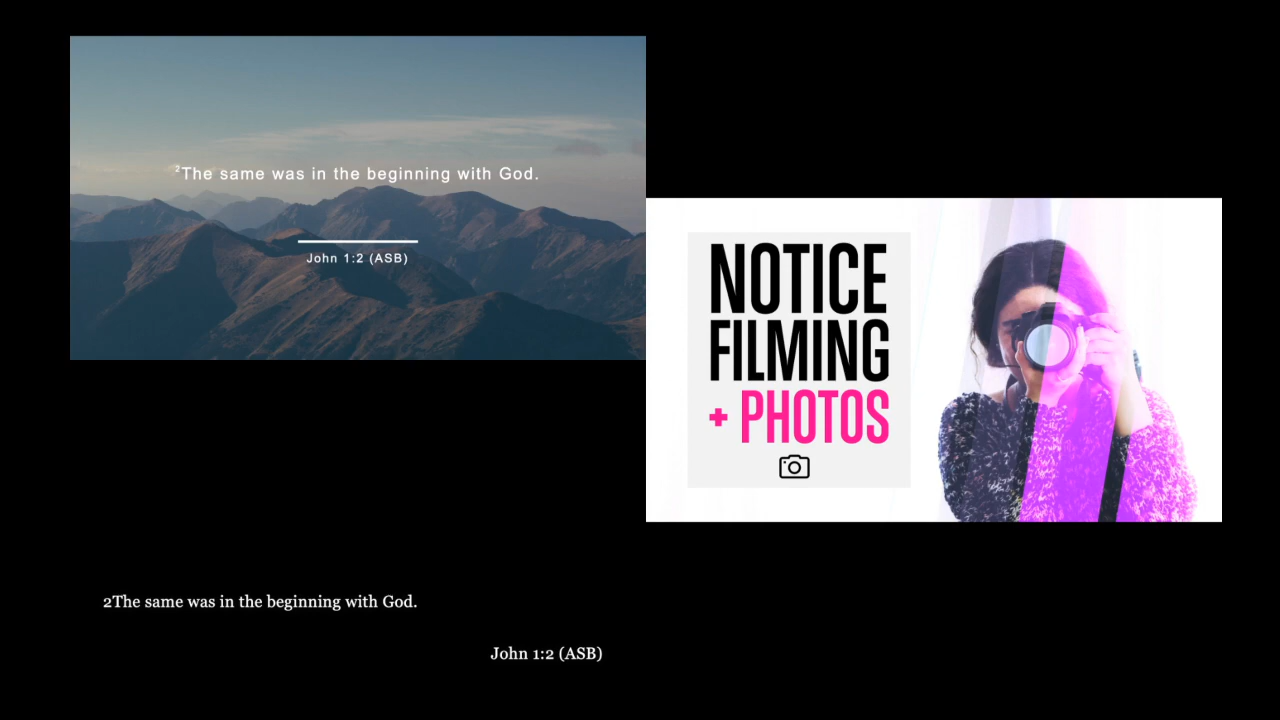 ²The same was in the beginning with God.
John 1:2 (ASB)
NOTICE
FILMING
+ PHOTOS
2The same was in the beginning with God.
John 1:2 (ASB)